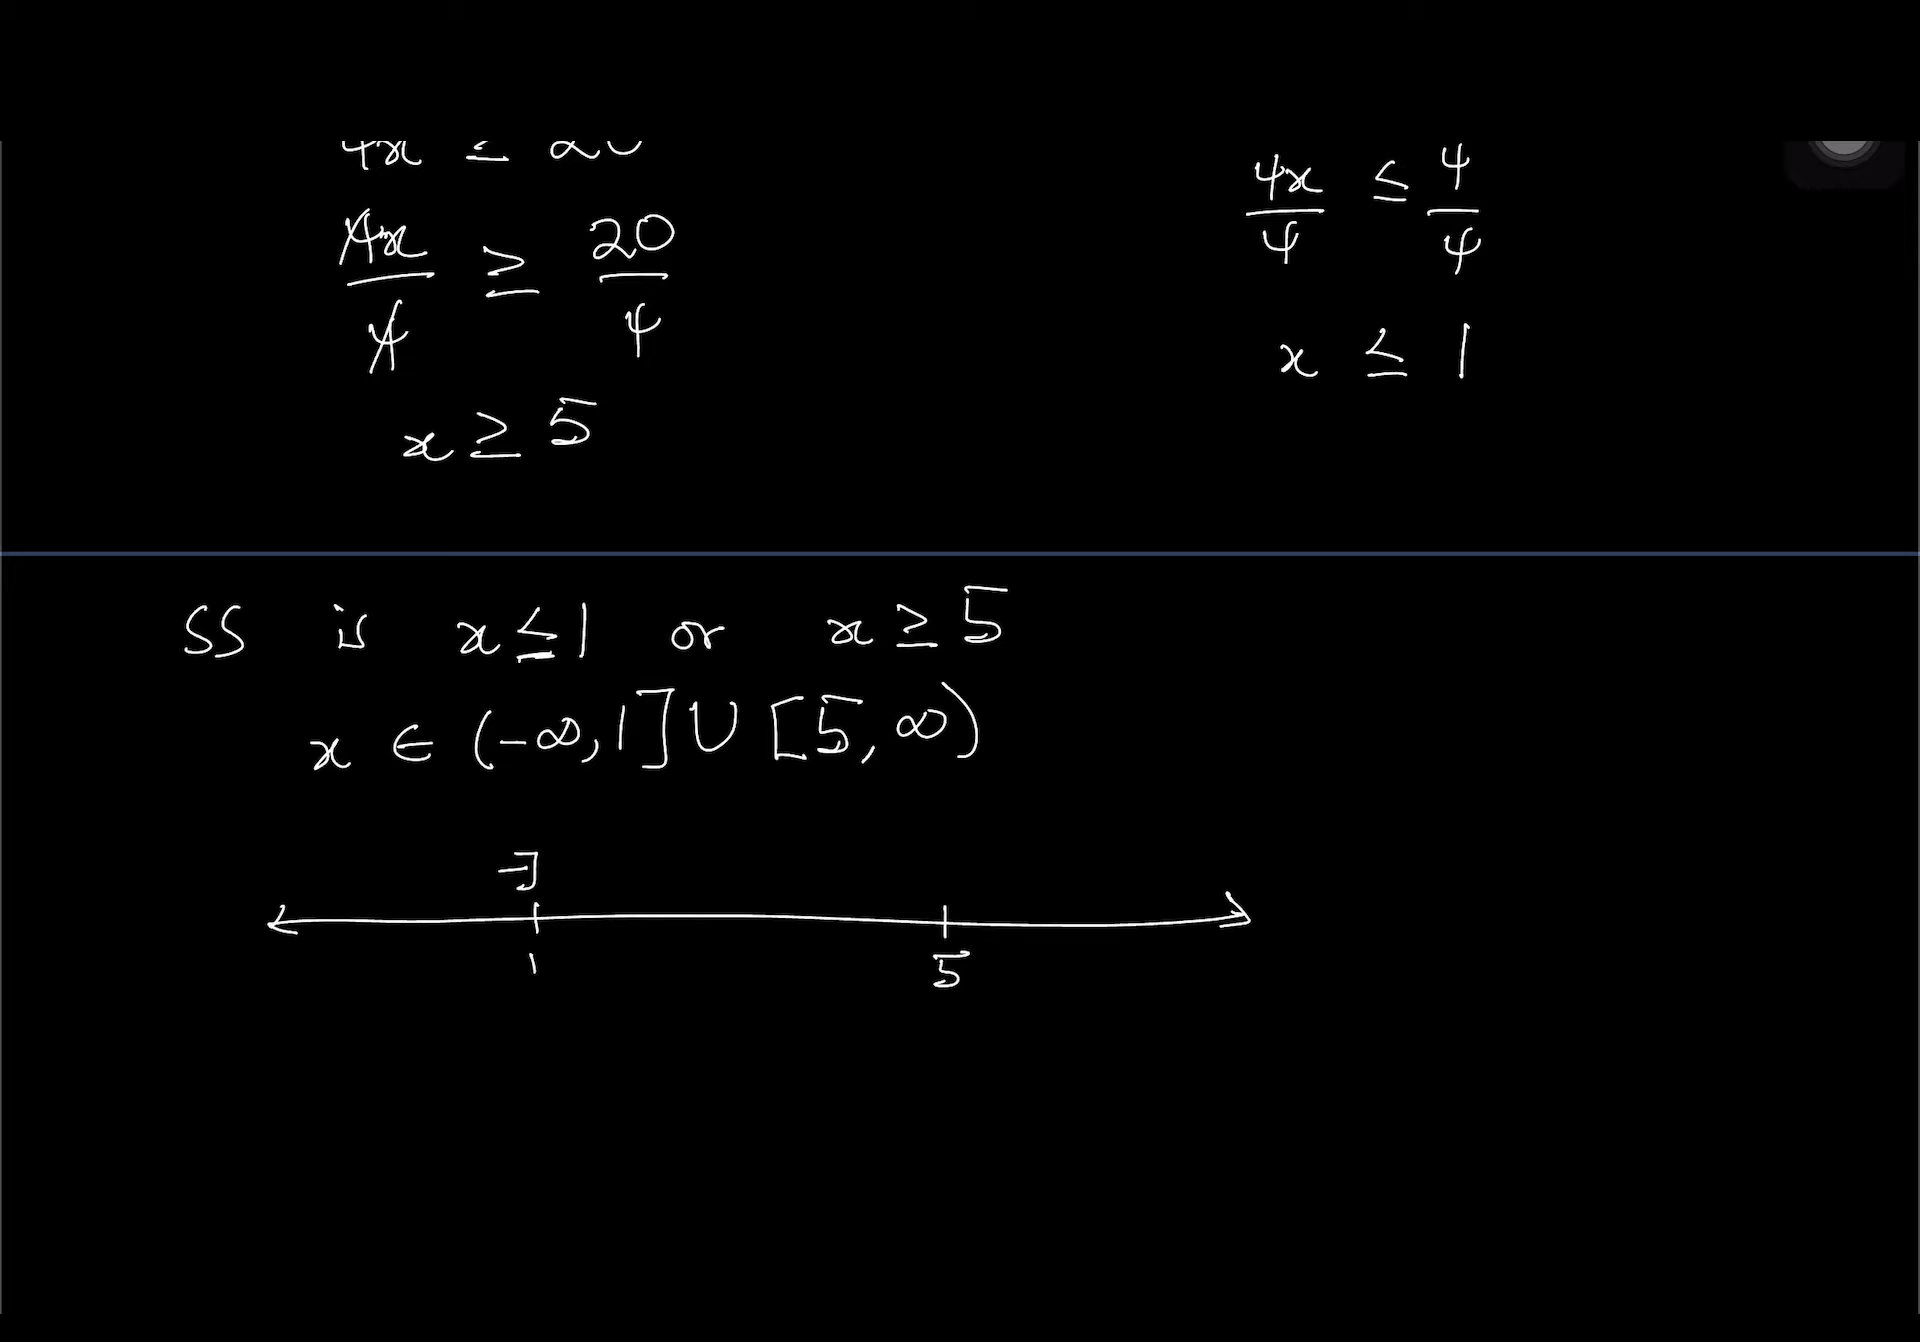 4x/4 ≥ 20/4
x ≥ 5
4x/4 ≤ 4/4
x ≤ 1
SS is x ≤ 1 or x ≥ 5
x ∈ (-∞, 1] ∪ [5, ∞)
]
1 5